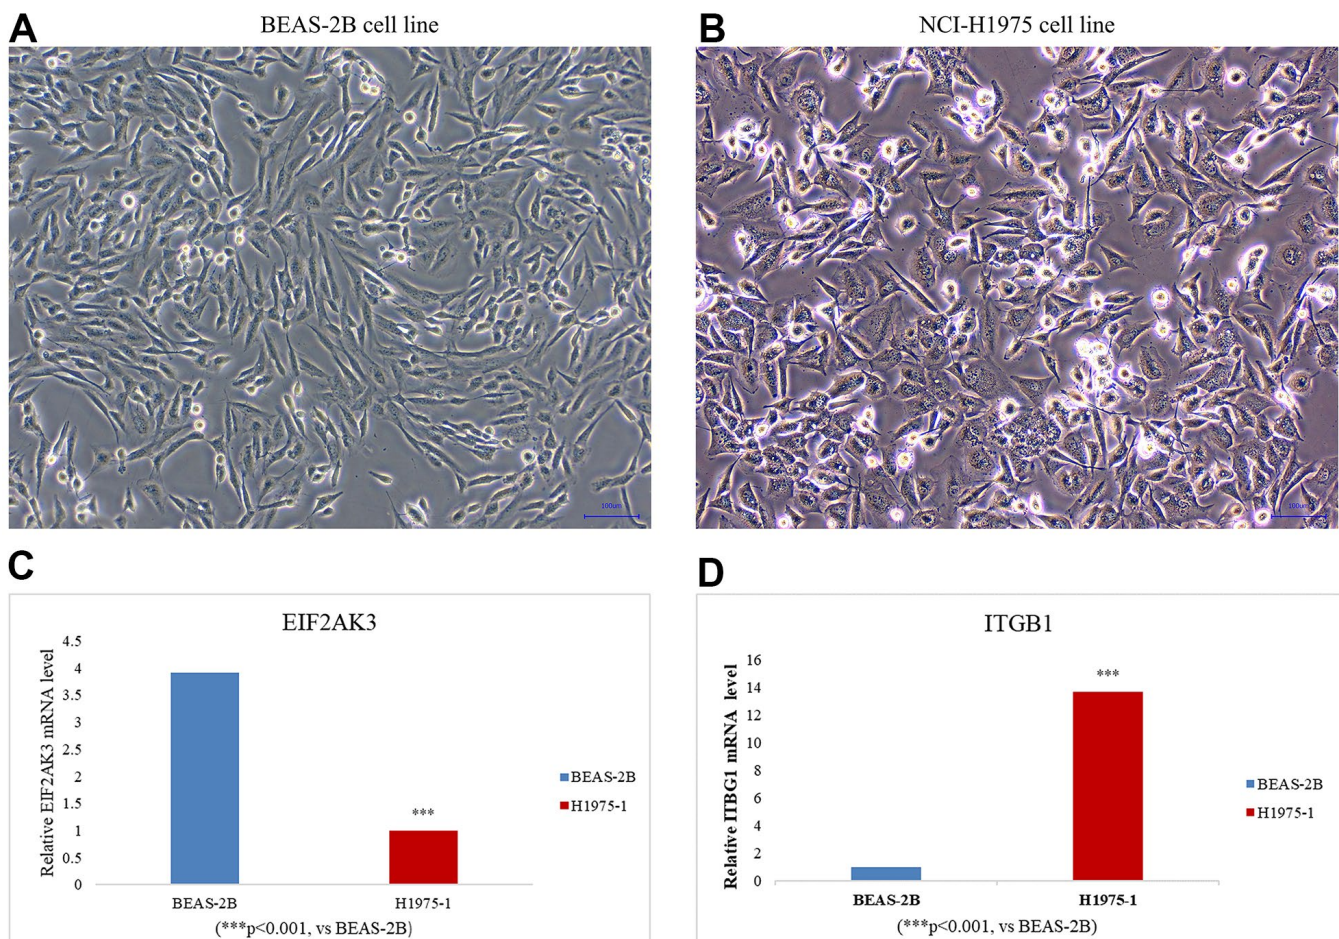 A
BEAS-2B cell line
B
NCI-H1975 cell line
100um
100um
C
EIF2AK3
Relative EIF2AK3 mRNA level
4.5
4
3.5
3
2.5
2
1.5
1
0.5
0
***
BEAS-2B
H1975-1
BEAS-2B
H1975-1
(***p<0.001, vs BEAS-2B)
D
ITGB1
Relative ITBG1 mRNA level
16
14
12
10
8
6
4
2
0
***
BEAS-2B
H1975-1
BEAS-2B
H1975-1
(***p<0.001, vs BEAS-2B)